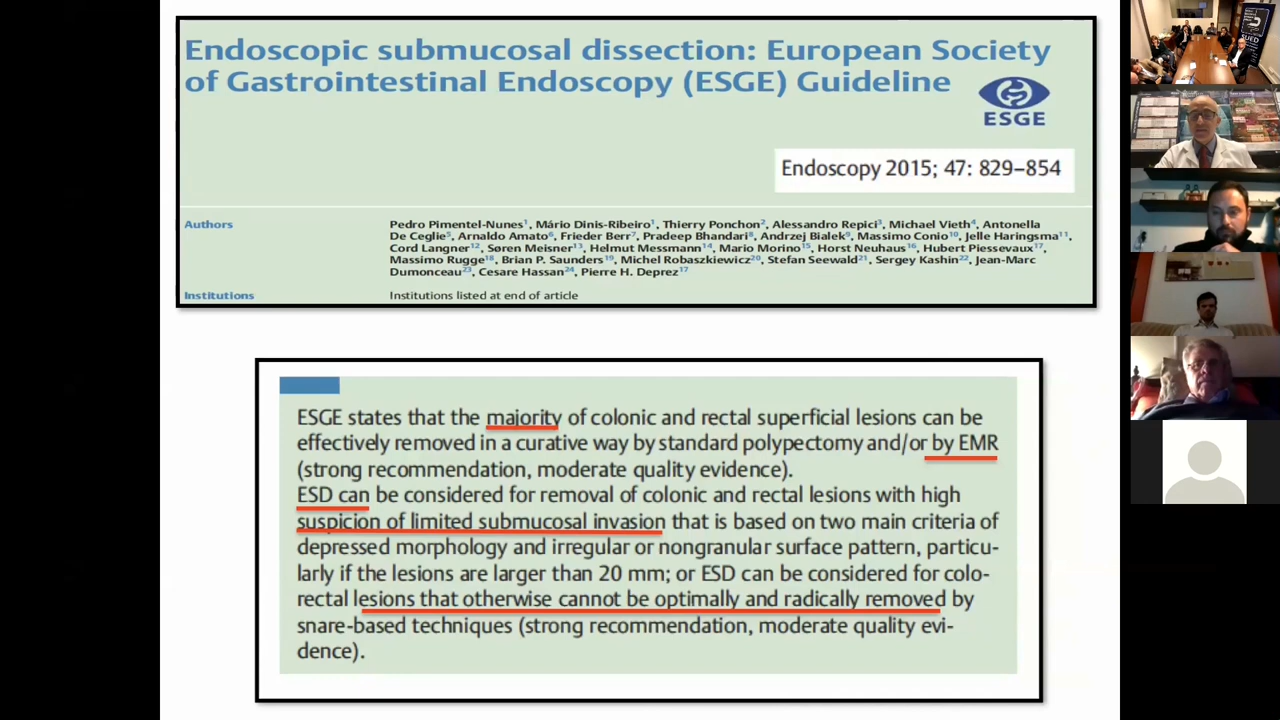 Endoscopic submucosal dissection: European Society
of Gastrointestinal Endoscopy (ESGE) Guideline
ESGE
Endoscopy 2015; 47: 829–854
Authors
Pedro Pimentel-Nunes1, Mário Dinis-Ribeiro1, Thierry Ponchon2, Alessandro Repici3, Michael Vieth4, Antonella
De Ceglie5, Arnaldo Amato6, Frieder Berr7, Pradeep Bhandari8, Andrzej Bialek9, Massimo Conio10, Jelle Haringsma11,
Cord Langner12, Søren Meisner13, Helmut Messmann14, Mario Morino15, Horst Neuhaus16, Hubert Piessevaux17,
Massimo Rugge18, Brian P. Saunders19, Michel Robaszkiewicz20, Stefan Seewald21, Sergey Kashin22, Jean-Marc
Dumonceau23, Cesare Hassan24, Pierre H. Deprez17
Institutions
Institutions listed at end of article
ESGE states that the majority of colonic and rectal superficial lesions can be
effectively removed in a curative way by standard polypectomy and/or by EMR
(strong recommendation, moderate quality evidence).
ESD can be considered for removal of colonic and rectal lesions with high
suspicion of limited submucosal invasion that is based on two main criteria of
depressed morphology and irregular or nongranular surface pattern, particu-
larly if the lesions are larger than 20 mm; or ESD can be considered for colo-
rectal lesions that otherwise cannot be optimally and radically removed by
snare-based techniques (strong recommendation, moderate quality evi-
dence).